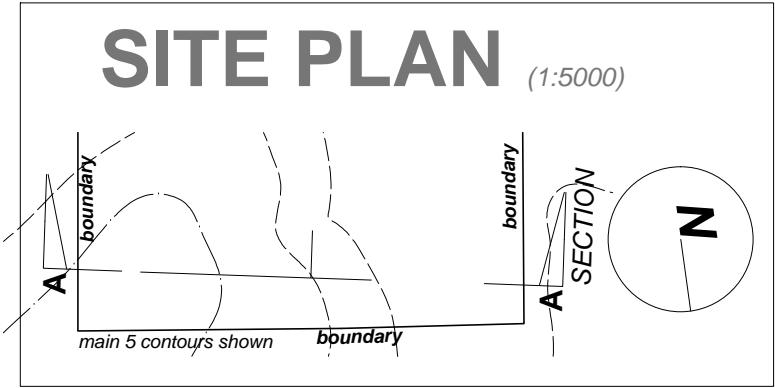 SITE PLAN (1:5000)
boundary
boundary
SECTION
N
A
A
main 5 contours shown
boundary